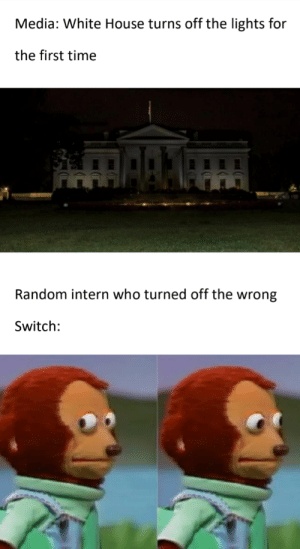 Media: White House turns off the lights for
the first time
Random intern who turned off the wrong
Switch: